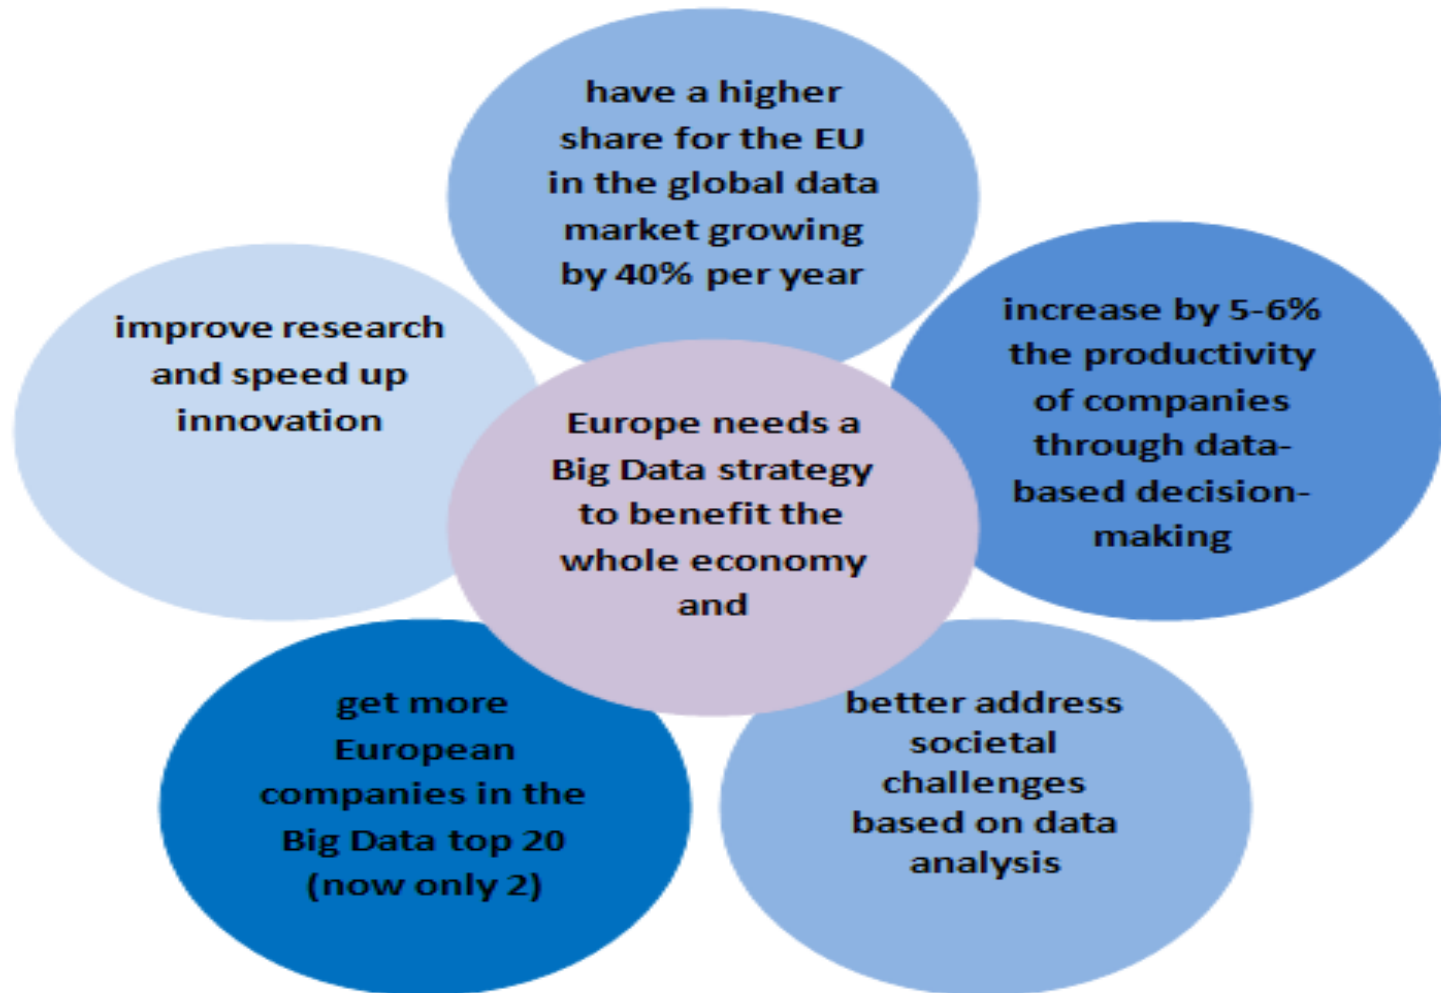 have a higher
share for the EU
in the global data
market growing
by 40% per year
increase by 5-6%
the productivity
of companies
through data-
based decision-
making
improve research
and speed up
innovation
Europe needs a
Big Data strategy
to benefit the
whole economy
and
get more
European
companies in the
Big Data top 20
(now only 2)
better address
societal
challenges
based on data
analysis